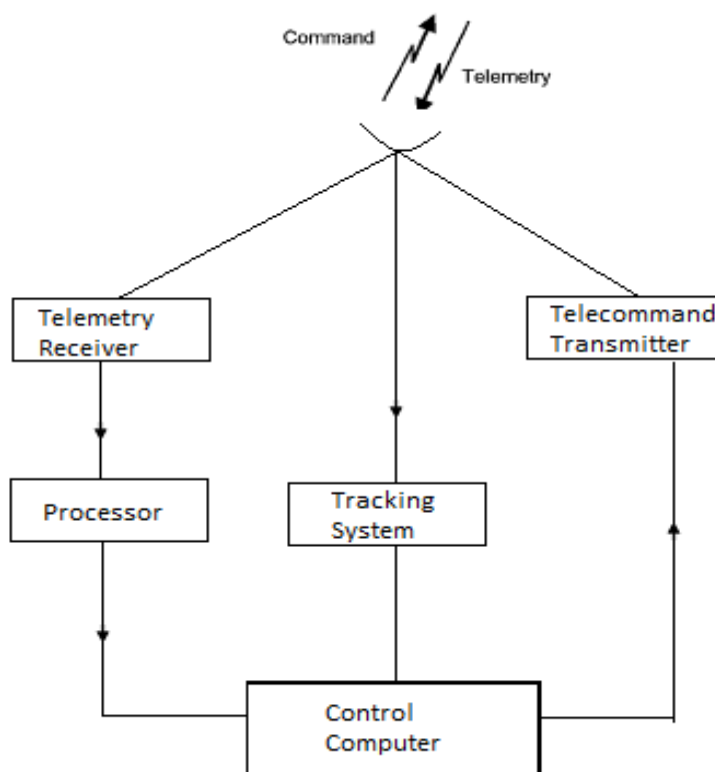 Command
Telemetry
Telemetry
Receiver
Telecommand
Transmitter
Processor
Tracking
System
Control
Computer